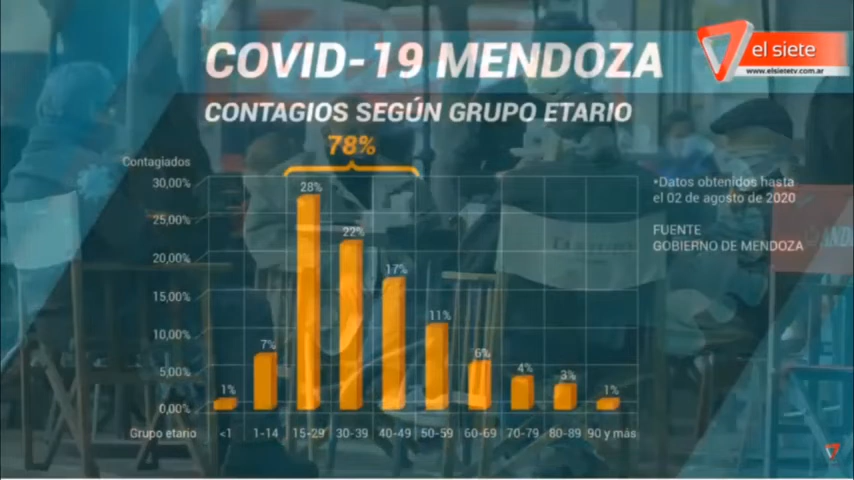 COVID-19 MENDOZA
el siete
www.elsietetv.com.ar
CONTAGIOS SEGÚN GRUPO ETARIO
78%
Contagiados
30,00%
25,00%
20,00%
15,00%
10,00%
5,00%
0,00%
28%
22%
17%
11%
7%
6%
4%
3%
1%
1%
Grupo etario <1 1-14 15-29 30-39 40-49 50-59 60-69 70-79 80-89 90 y más
•Datos obtenidos hasta
el 02 de agosto de 2020
FUENTE
GOBIERNO DE MENDOZA